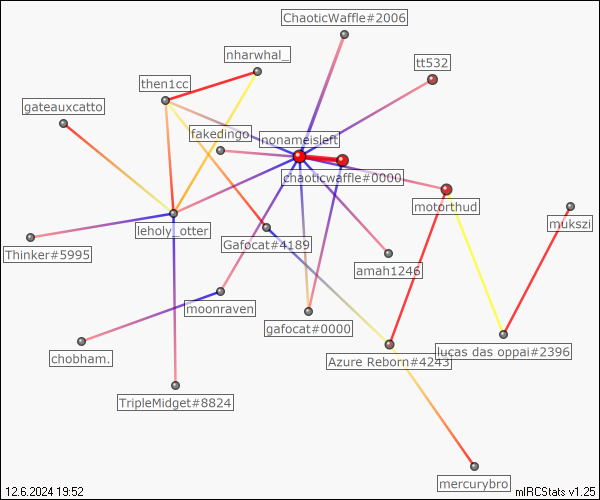 ChaoticWaffle#2006
nharwhal_
tt532
then1cc
gateauxcatto
fakedingo
nonameisleft
chaoticwaffle#0000
motorthud
mukszi
leholy_otter
Gafocat#4189
Thinker#5995
amah1246
moonraven
gafocat#0000
chobham.
Azure Reborn#4243
lucas das oppai#2396
TripleMidget#8824
mercurybro
12.6.2024 19:52
mIRCStats v1.25